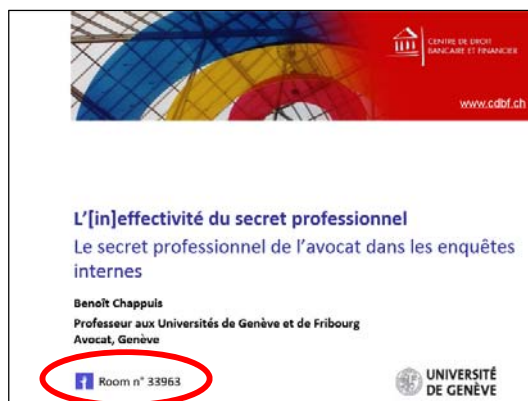 CENTRE DE DROIT
BANCAIRE ET FINANCIER
www.cdbf.ch
L'[in]effectivité du secret professionnel
Le secret professionnel de l'avocat dans les enquêtes
internes
Benoît Chappuis
Professeur aux Universités de Genève et de Fribourg
Avocat, Genève
Room n° 33963
UNIVERSITÉ
DE GENÈVE